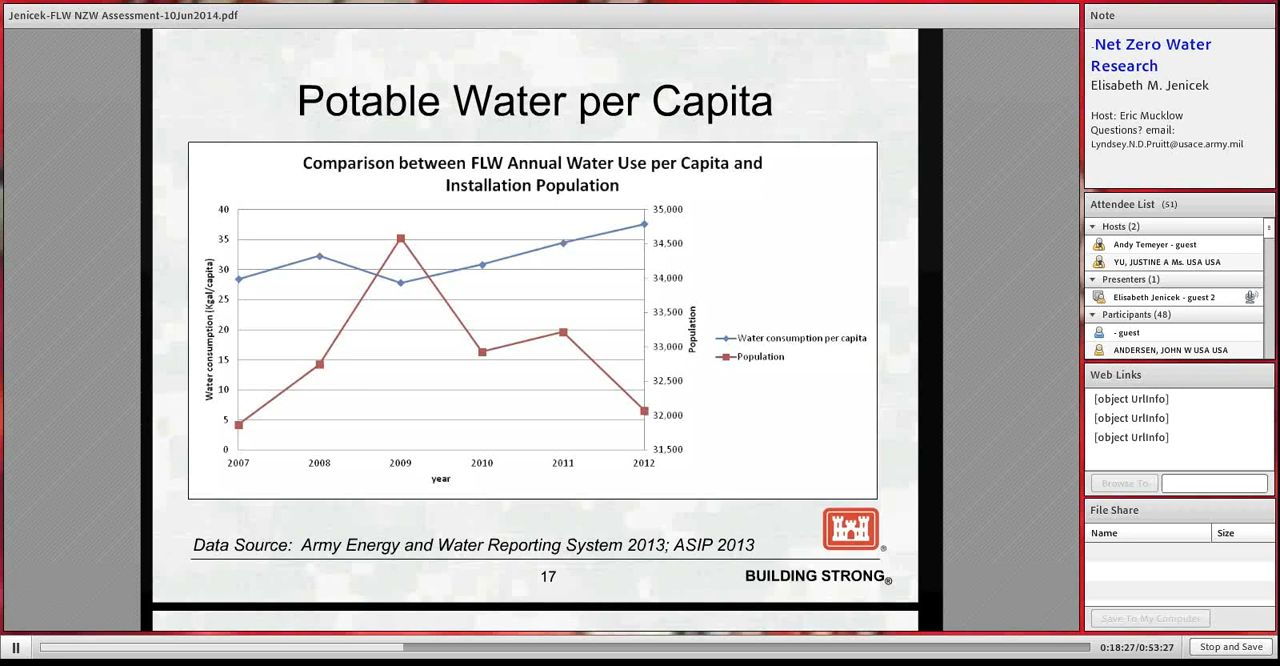 Jenicek-FLW NZW Assessment-10Jun2014.pdf
Potable Water per Capita
Comparison between FLW Annual Water Use per Capita and
Installation Population
40
35
30
25
20
15
10
5
0
Water consumption (Kgal/capita)
35,000
34,500
34,000
33,500
33,000
32,500
32,000
31,500
Population
2007 2008 2009 2010 2011 2012
year
Water consumption per capita
Population
Data Source: Army Energy and Water Reporting System 2013; ASIP 2013
17
BUILDING STRONG®
Note
-Net Zero Water
Research
Elisabeth M. Jenicek
Host: Eric Mucklow
Questions? email:
Lyndsey.N.D.Pruitt@usace.army.mil
Attendee List (51)
Hosts (2)
Andy Temeyer - guest
YU, JUSTINE A Ms. USA USA
Presenters (1)
Elisabeth Jenicek - guest 2
Participants (48)
- guest
ANDERSEN, JOHN W USA USA
Web Links
[object UrlInfo]
[object UrlInfo]
[object UrlInfo]
Browse To
File Share
Name Size
Save To My Computer
0:18:27/0:53:27
Stop and Save